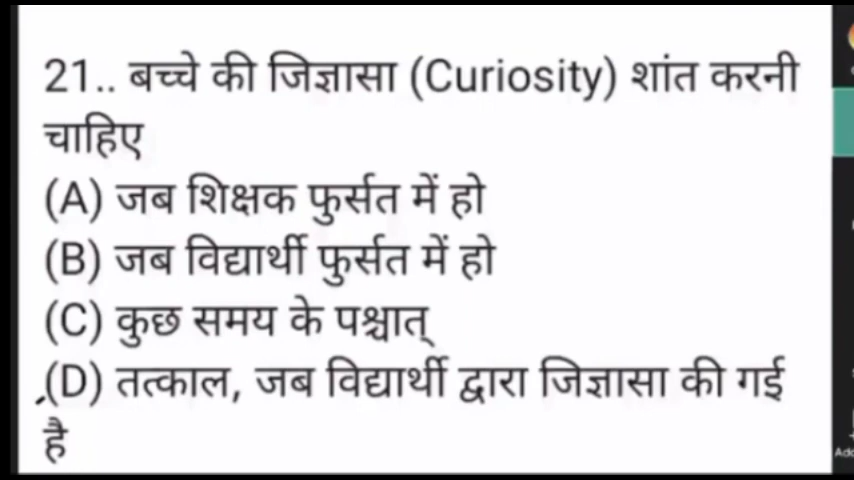 21.. बच्चे की जिज्ञासा (Curiosity) शांत करनी
चाहिए
(A) जब शिक्षक फुर्सत में हो
(B) जब विद्यार्थी फुर्सत में हो
(C) कुछ समय के पश्चात्
(D) तत्काल, जब विद्यार्थी द्वारा जिज्ञासा की गई
है